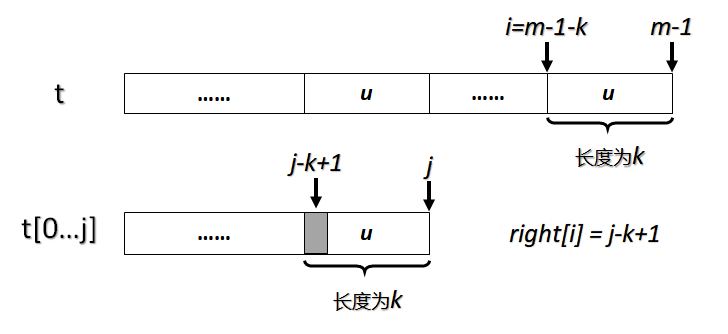 i=m-1-k m-1
t ...... u ...... u
长度为k
j-k+1 j
t[0...j] ...... u right[i] = j-k+1
长度为k